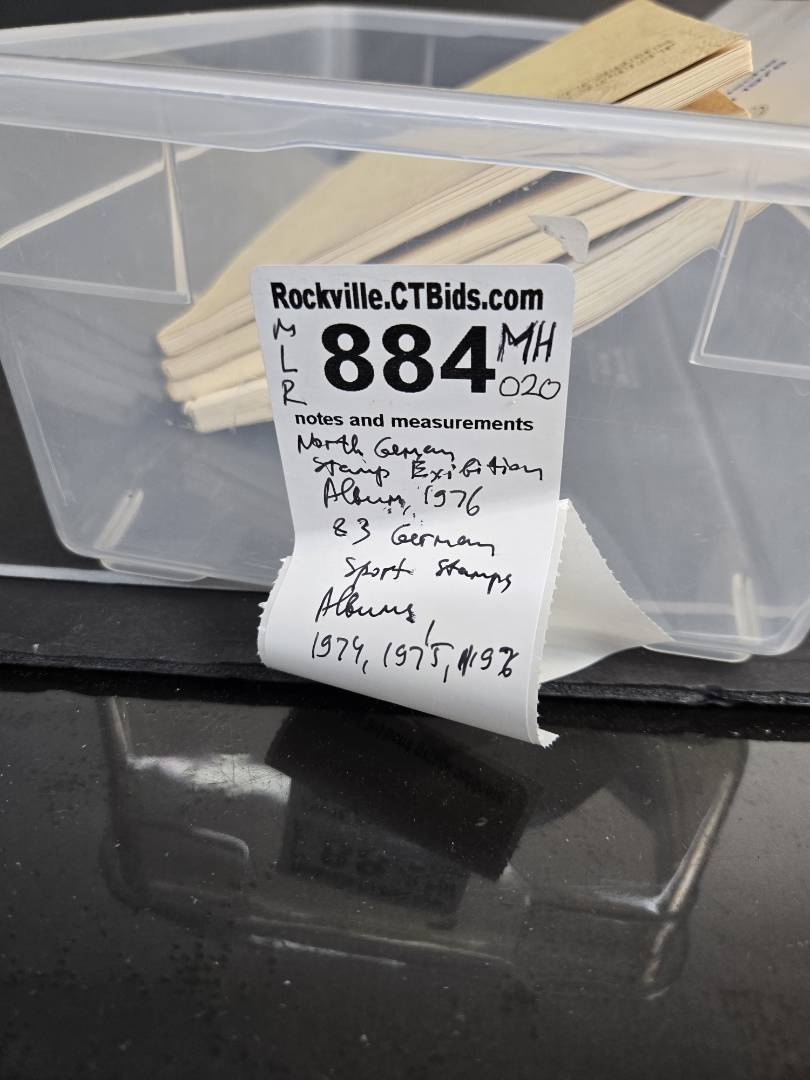 Rockville.CTBids.com
M
L
R
884
MH
020
notes and measurements
North German
Stamp Exibition
Album, 1976
&3 German
Sport Stamps
Albums,
1974, 1975, 1976